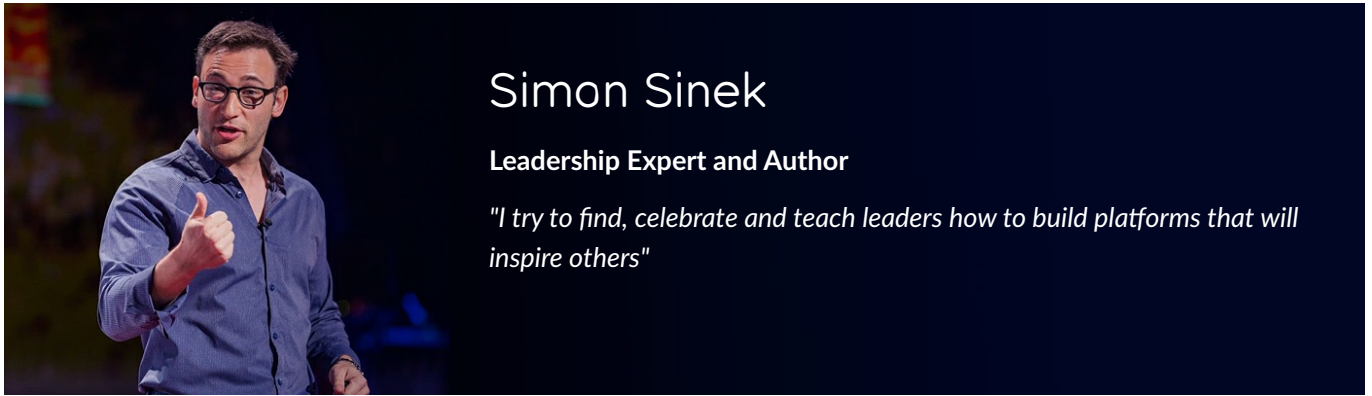 Simon Sinek
Leadership Expert and Author
"I try to find, celebrate and teach leaders how to build platforms that will
inspire others"